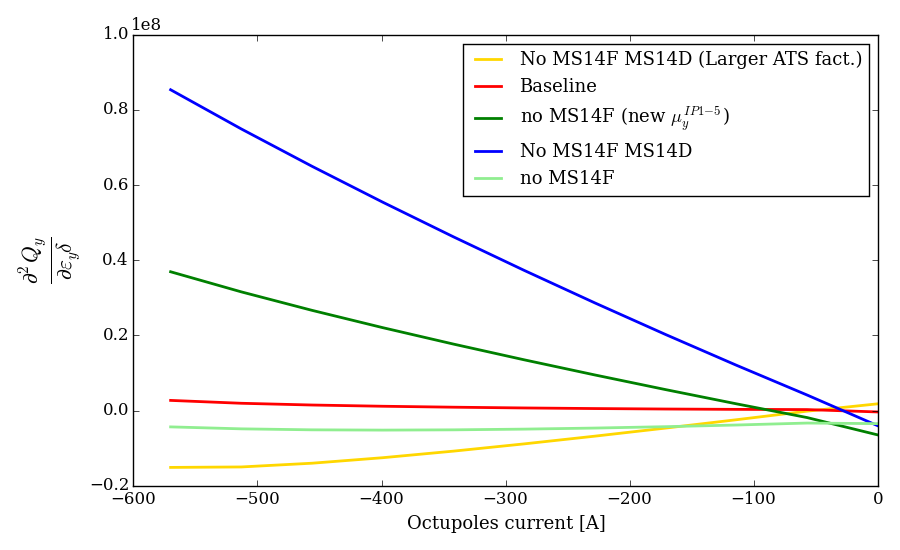 1e8
1.0
0.8
0.6
0.4
0.2
0.0
−0.2
∂² Q_y / ∂ε_y δ
No MS14F MS14D (Larger ATS fact.)
Baseline
no MS14F (new μ_y^{IP1−5})
No MS14F MS14D
no MS14F
−600 −500 −400 −300 −200 −100 0
Octupoles current [A]